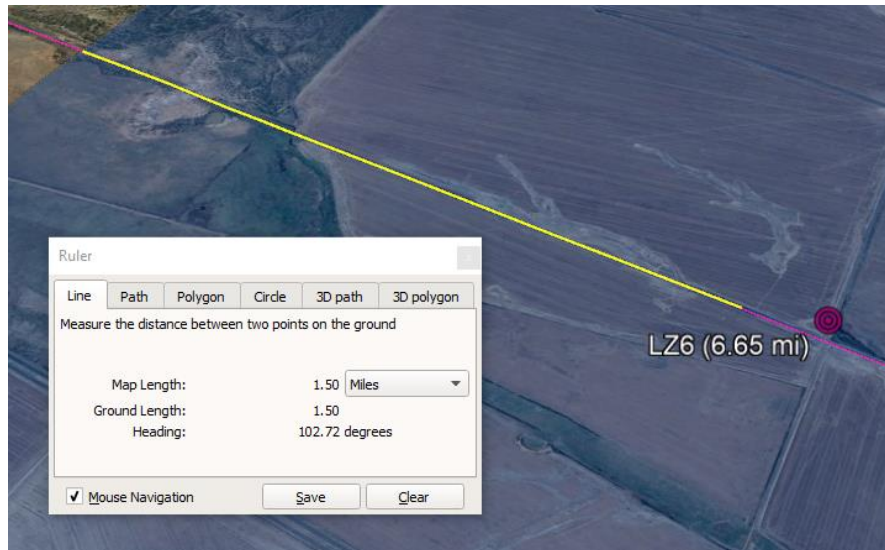 Ruler
Line Path Polygon Circle 3D path 3D polygon
Measure the distance between two points on the ground
Map Length: 1.50 Miles
Ground Length: 1.50
Heading: 102.72 degrees
Mouse Navigation Save Clear
LZ6 (6.65 mi)